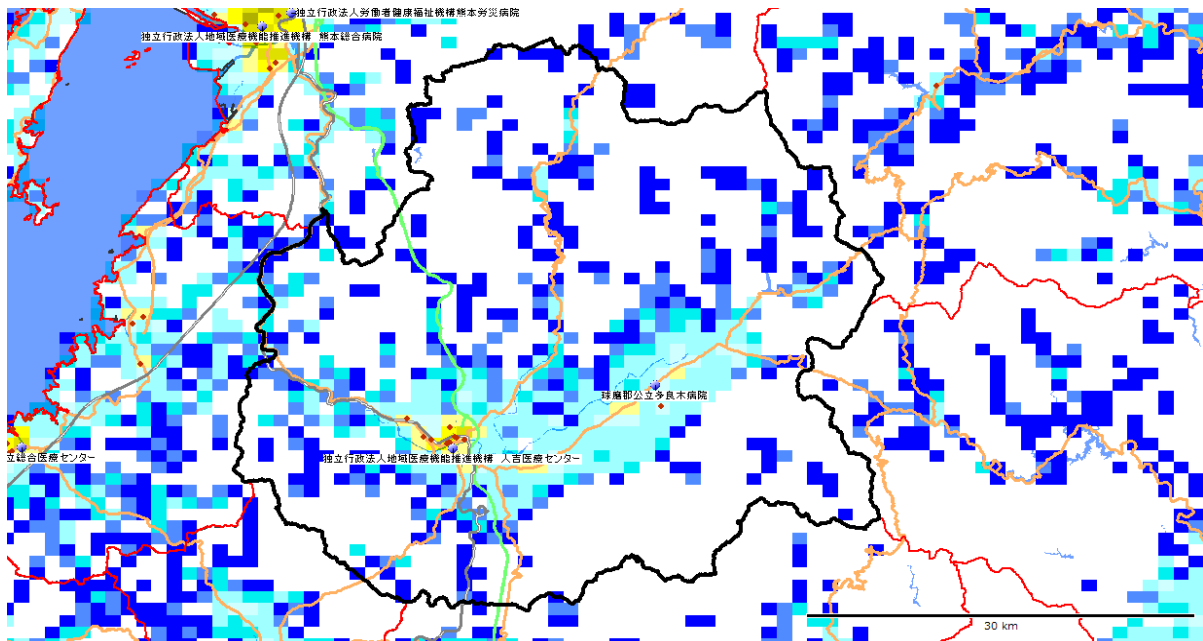 独立行政法人労働者健康福祉機構熊本労災病院
独立行政法人地域医療機能推進機構 熊本総合病院
球磨郡公立多良木病院
立総合医療センター
独立行政法人地域医療機能推進機構 人吉医療センター
30 km